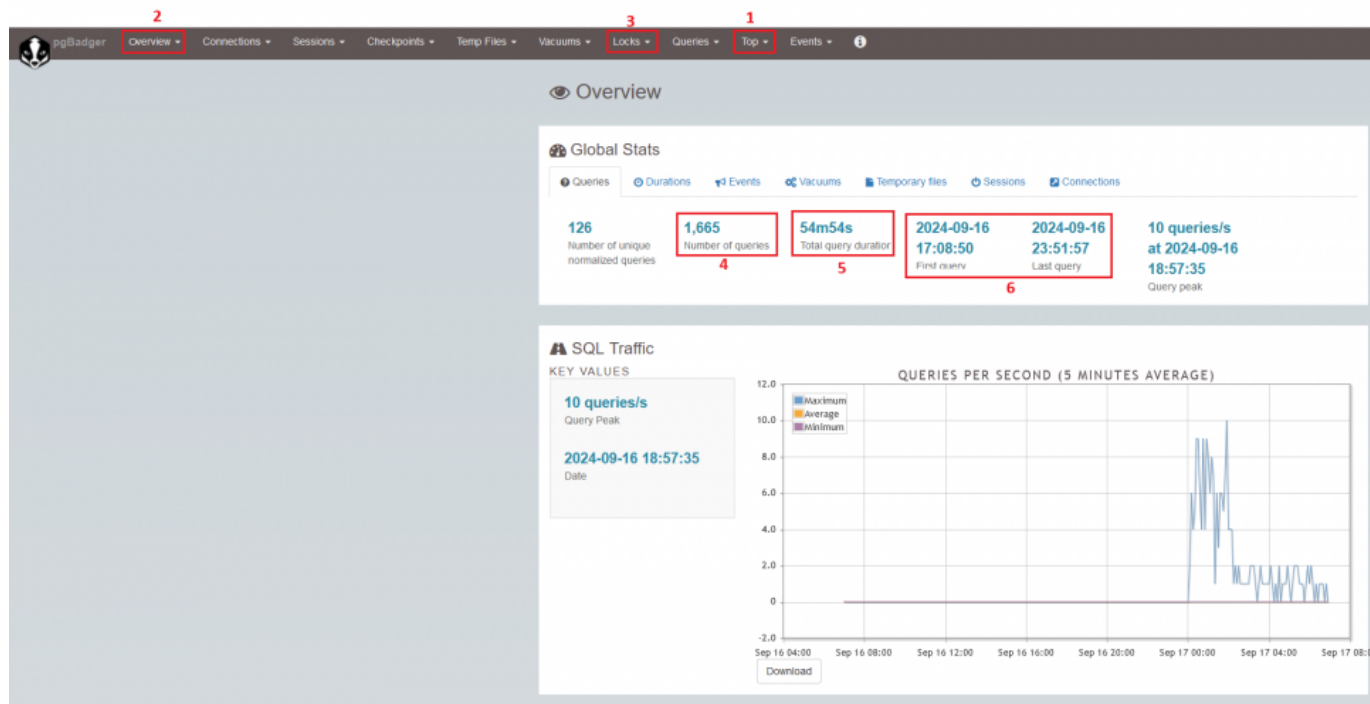 2
3
1
pgBadger Overview Connections Sessions Checkpoints Temp Files Vacuums Locks Queries Top Events
Overview
Global Stats
Queries Durations Events Vacuums Temporary files Sessions Connections
126
Number of unique
normalized queries
1,665
Number of queries
4
54m54s
Total query duration
5
2024-09-16
17:08:50
First query
2024-09-16
23:51:57
Last query
6
10 queries/s
at 2024-09-16
18:57:35
Query peak
SQL Traffic
KEY VALUES
10 queries/s
Query Peak
2024-09-16 18:57:35
Date
QUERIES PER SECOND (5 MINUTES AVERAGE)
Maximum
Average
Minimum
12.0
10.0
8.0
6.0
4.0
2.0
0
-2.0
Sep 16 04:00 Sep 16 08:00 Sep 16 12:00 Sep 16 16:00 Sep 16 20:00 Sep 17 00:00 Sep 17 04:00 Sep 17 08:
Download